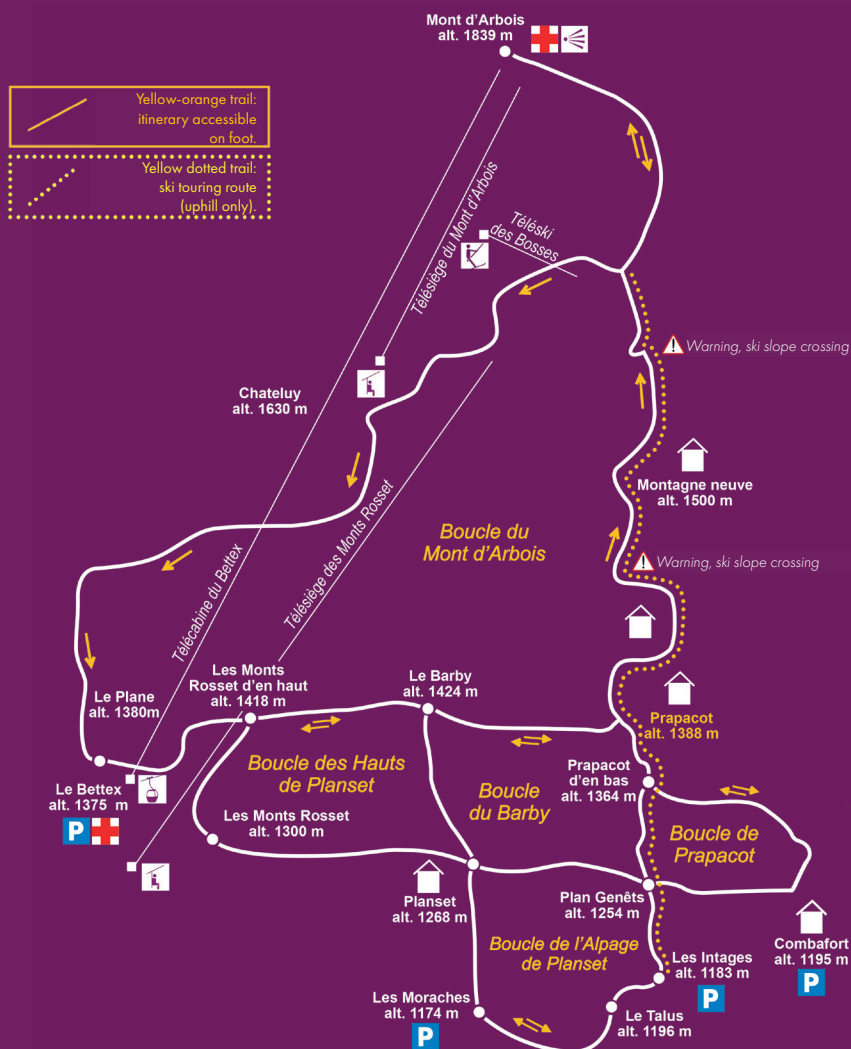 Mont d'Arbois
alt. 1839 m
Yellow-orange trail:
itinerary accessible
on foot.
Yellow dotted trail:
ski touring route
(uphill only).
Télésiège du Mont d'Arbois
Téléski
des Bosses
Warning, ski slope crossing
Chateluy
alt. 1630 m
Montagne neuve
alt. 1500 m
Télésiège des Monts Rosset
Télécabine du Bettex
Boucle du
Mont d'Arbois
Warning, ski slope crossing
Les Monts
Rosset d'en haut
alt. 1418 m
Le Barby
alt. 1424 m
Le Plane
alt. 1380m
Prapacot
alt. 1388 m
Boucle des Hauts
de Planset
Prapacot
d'en bas
alt. 1364 m
Le Bettex
alt. 1375 m
P
Boucle
du Barby
Les Monts Rosset
alt. 1300 m
Boucle de
Prapacot
Planset
alt. 1268 m
Plan Genêts
alt. 1254 m
Boucle de l'Alpage
de Planset
Combafort
alt. 1195 m
P
Les Intages
alt. 1183 m
P
Les Moraches
alt. 1174 m
P
Le Talus
alt. 1196 m